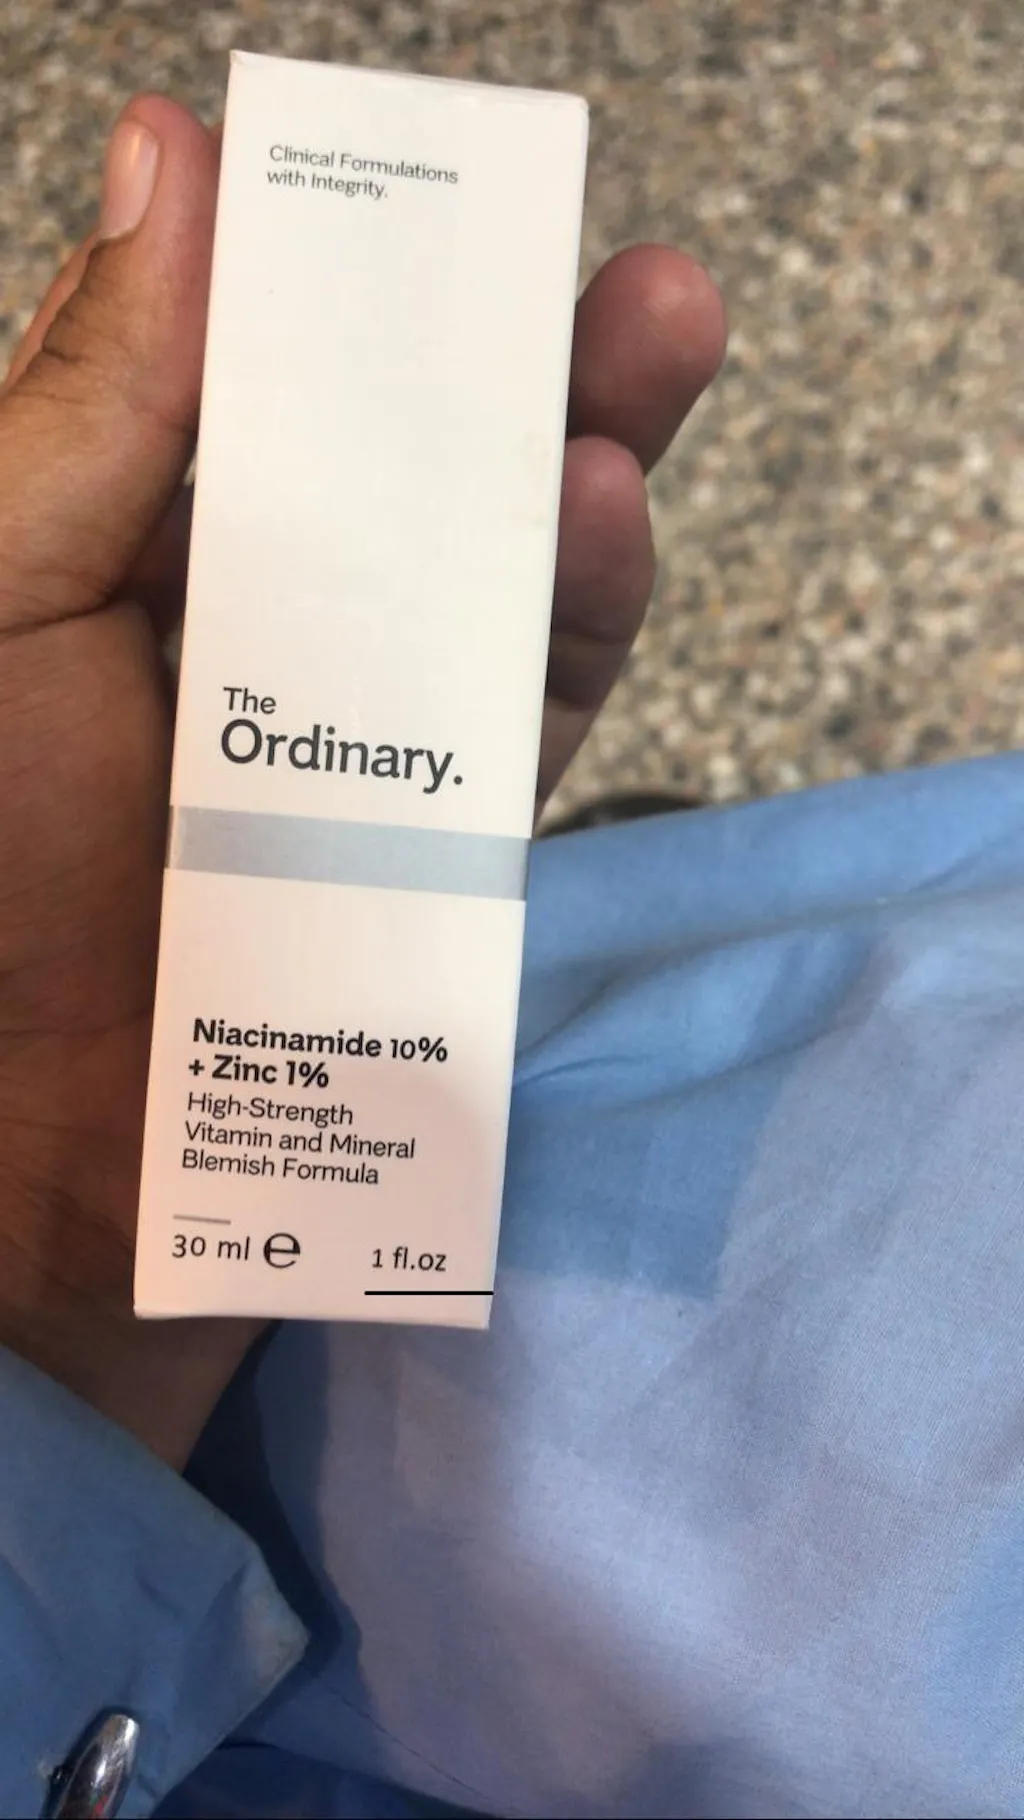 Clinical Formulations
with Integrity.
The
Ordinary.
Niacinamide 10%
+ Zinc 1%
High-Strength
Vitamin and Mineral
Blemish Formula
30 ml ℮ 1 fl.oz